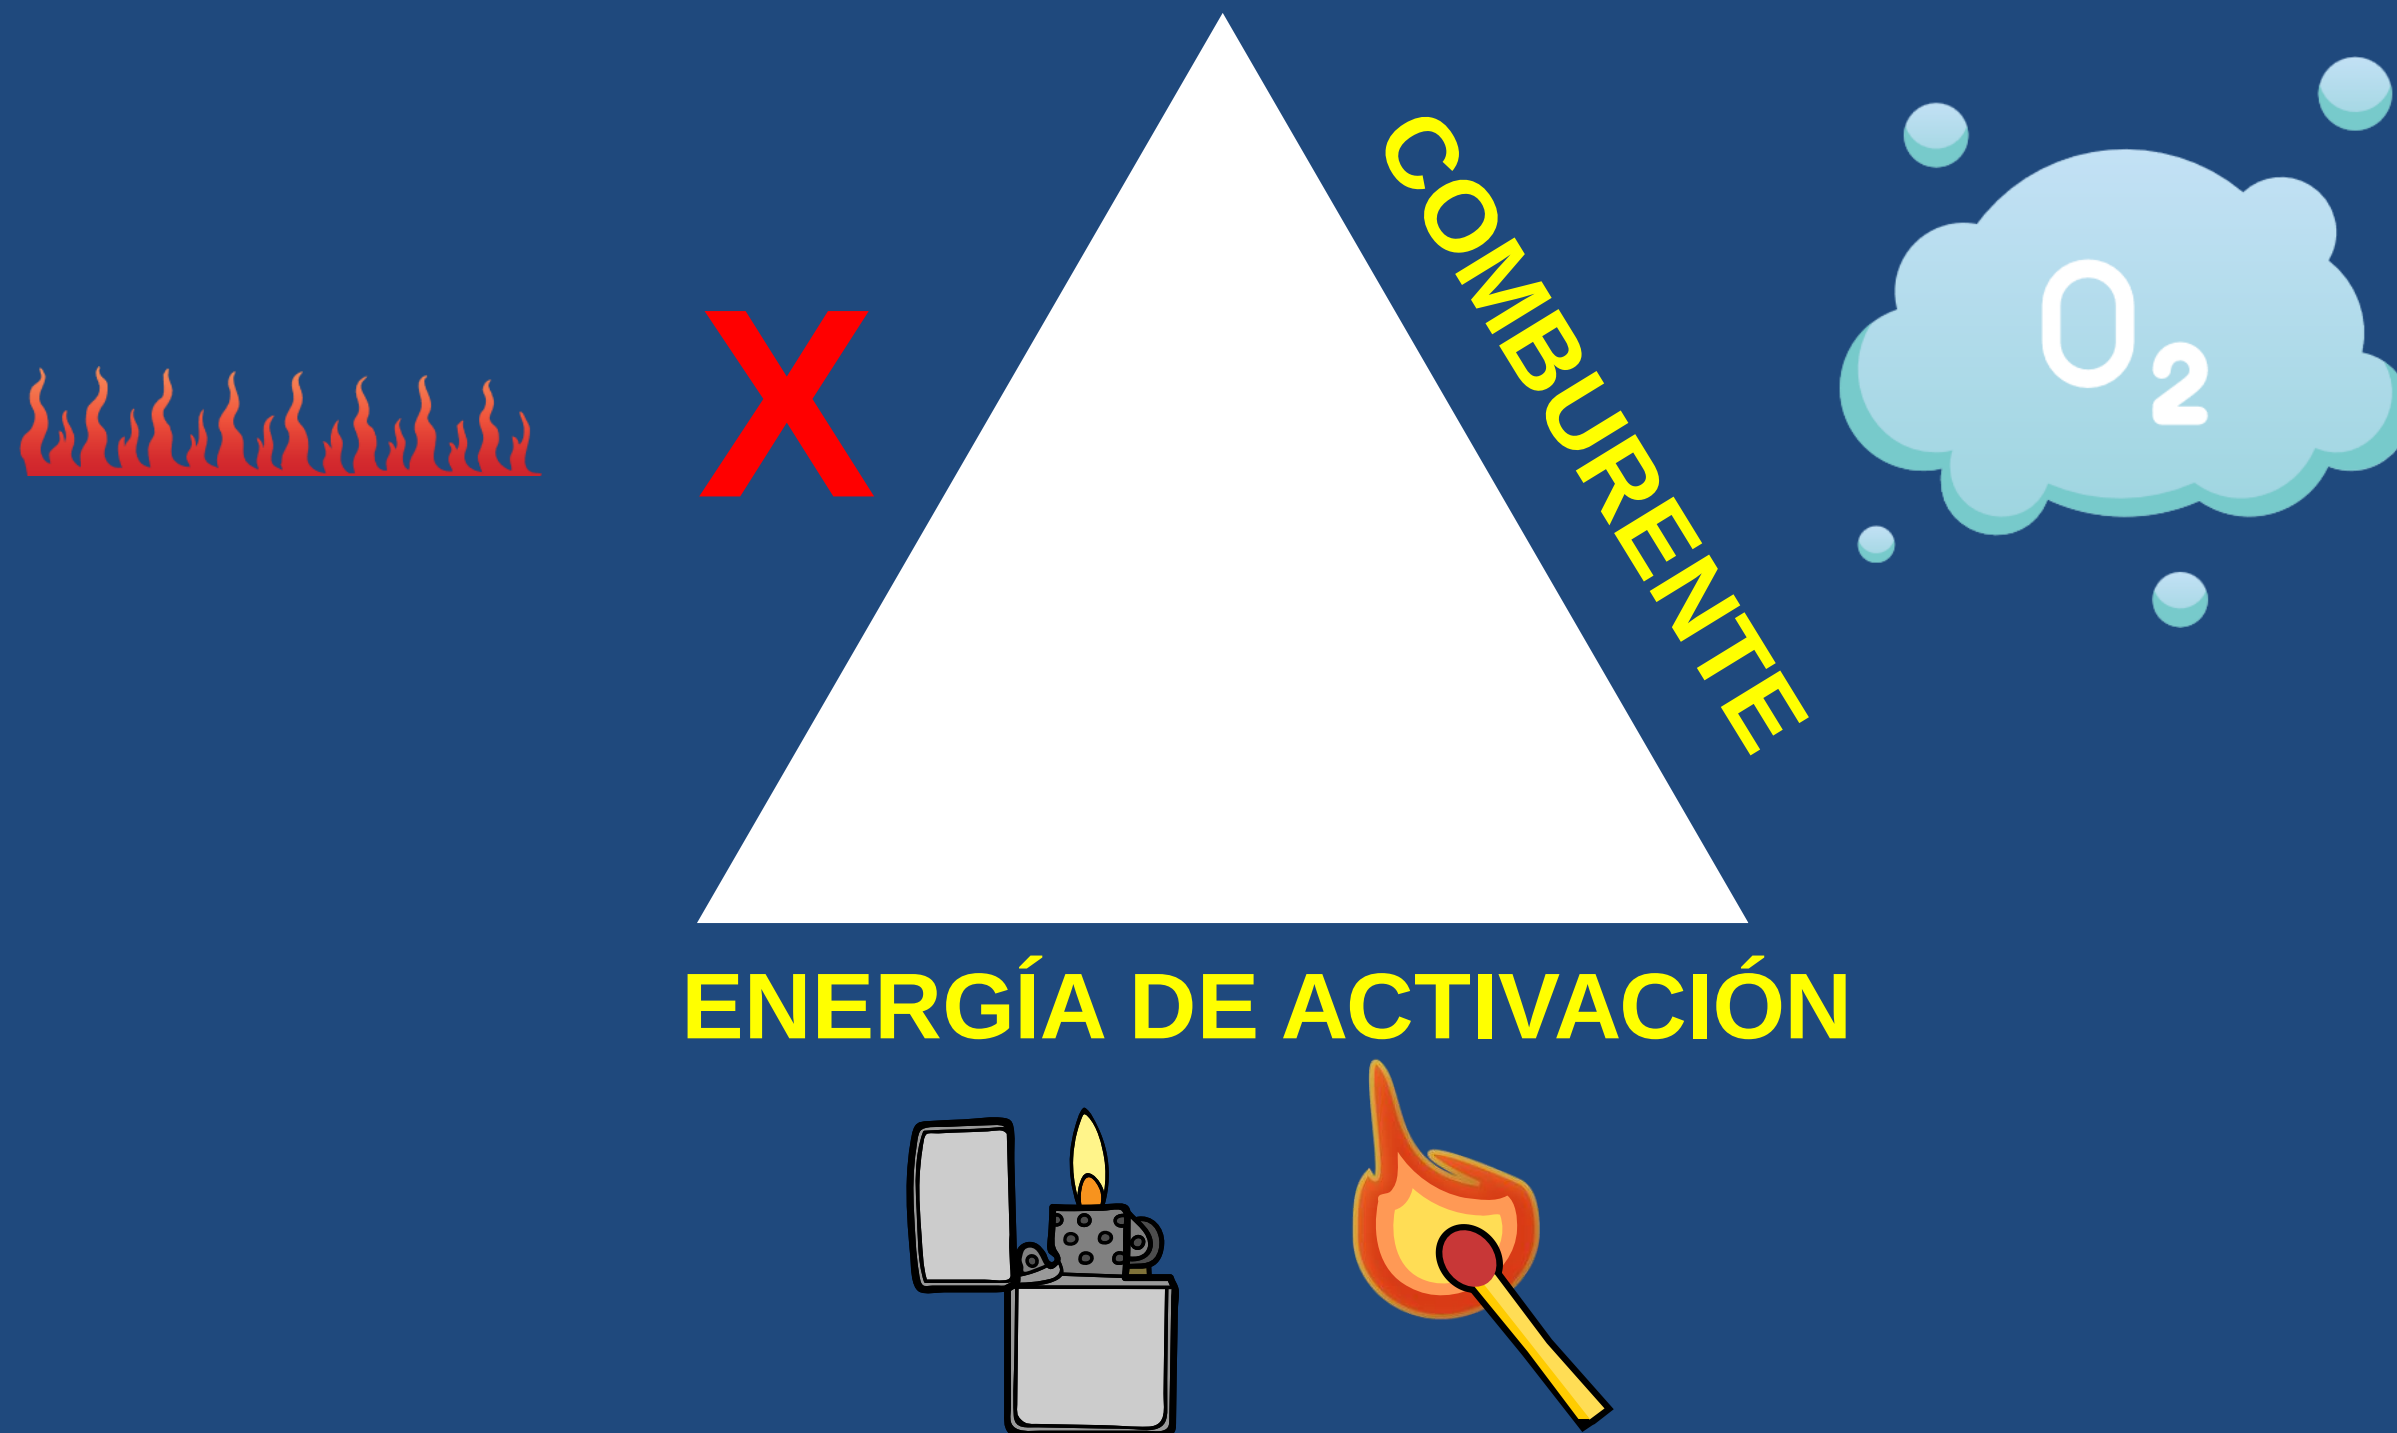 X
COMBURENTE
O₂
ENERGÍA DE ACTIVACIÓN